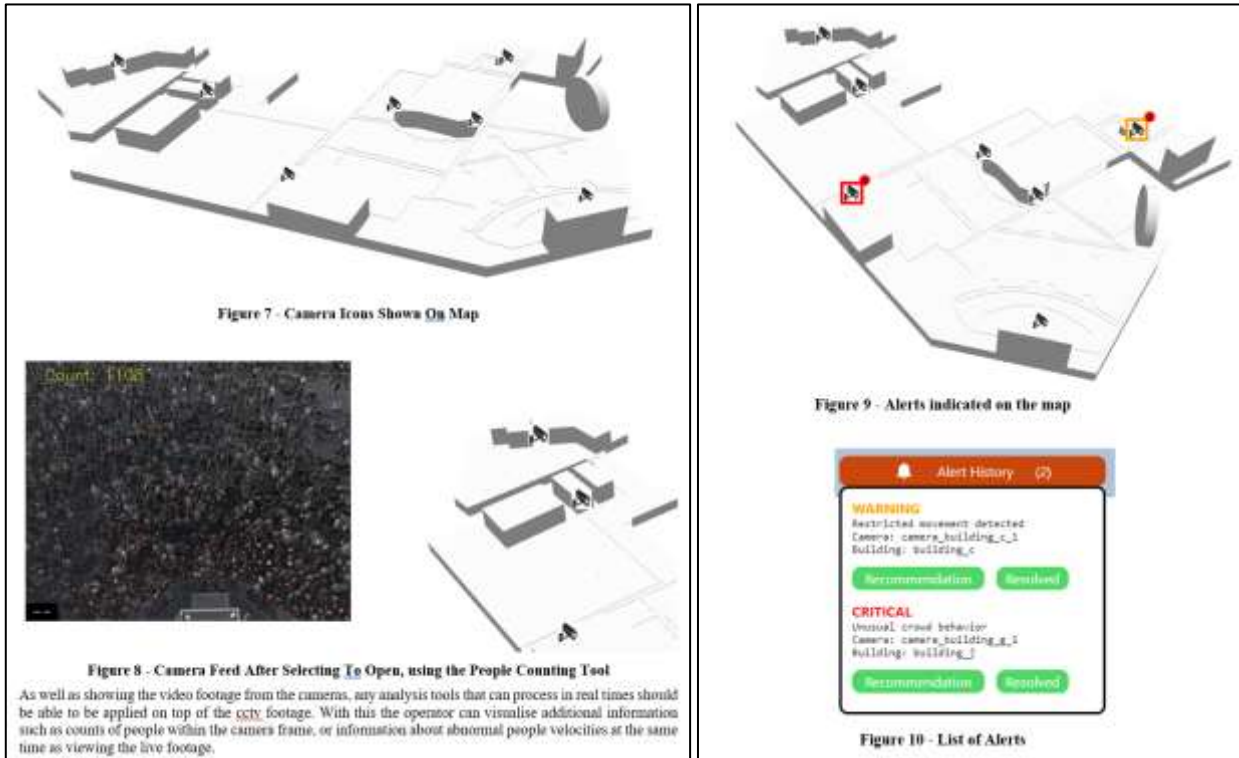 Figure 7 - Camera Icons Shown On Map
Count: 1108
Figure 8 - Camera Feed After Selecting To Open, using the People Counting Tool
As well as showing the video footage from the cameras, any analysis tools that can process in real times should
be able to be applied on top of the cctv footage. With this the operator can visualise additional information
such as counts of people within the camera frame, or information about abnormal people velocities at the same
time as viewing the live footage.
Figure 9 - Alerts indicated on the map
Alert History (2)
WARNING
Restricted movement detected
Camera: camera_building_c_1
Building: building_c
Recommendation Resolved
CRITICAL
Unusual crowd behavior
Camera: camera_building_g_1
Building:
Recommendation Resolved
Figure 10 - List of Alerts